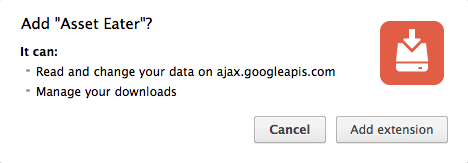 Add "Asset Eater"?
It can:
- Read and change your data on ajax.googleapis.com
- Manage your downloads
Cancel
Add extension